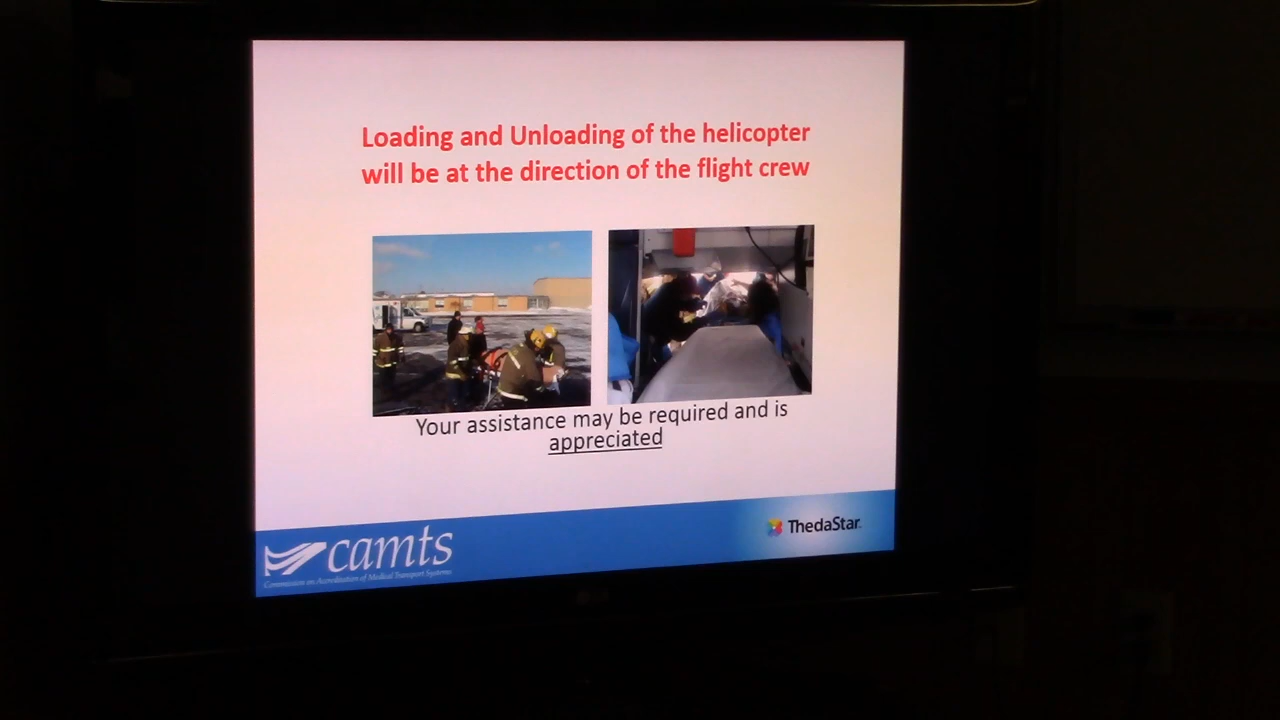 Loading and Unloading of the helicopter
will be at the direction of the flight crew
Your assistance may be required and is
appreciated
camts
Commission on Accreditation of Medical Transport Systems
ThedaStar